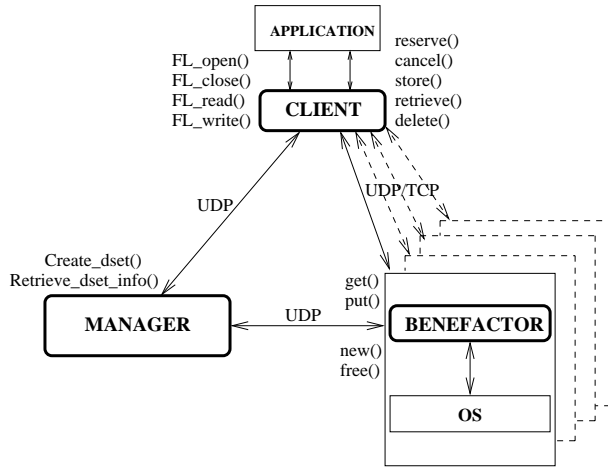 APPLICATION
FL_open()
FL_close()
FL_read()
FL_write()
reserve()
cancel()
store()
retrieve()
delete()
CLIENT
UDP
UDP/TCP
Create_dset()
Retrieve_dset_info()
MANAGER
UDP
get()
put()
BENEFACTOR
new()
free()
OS